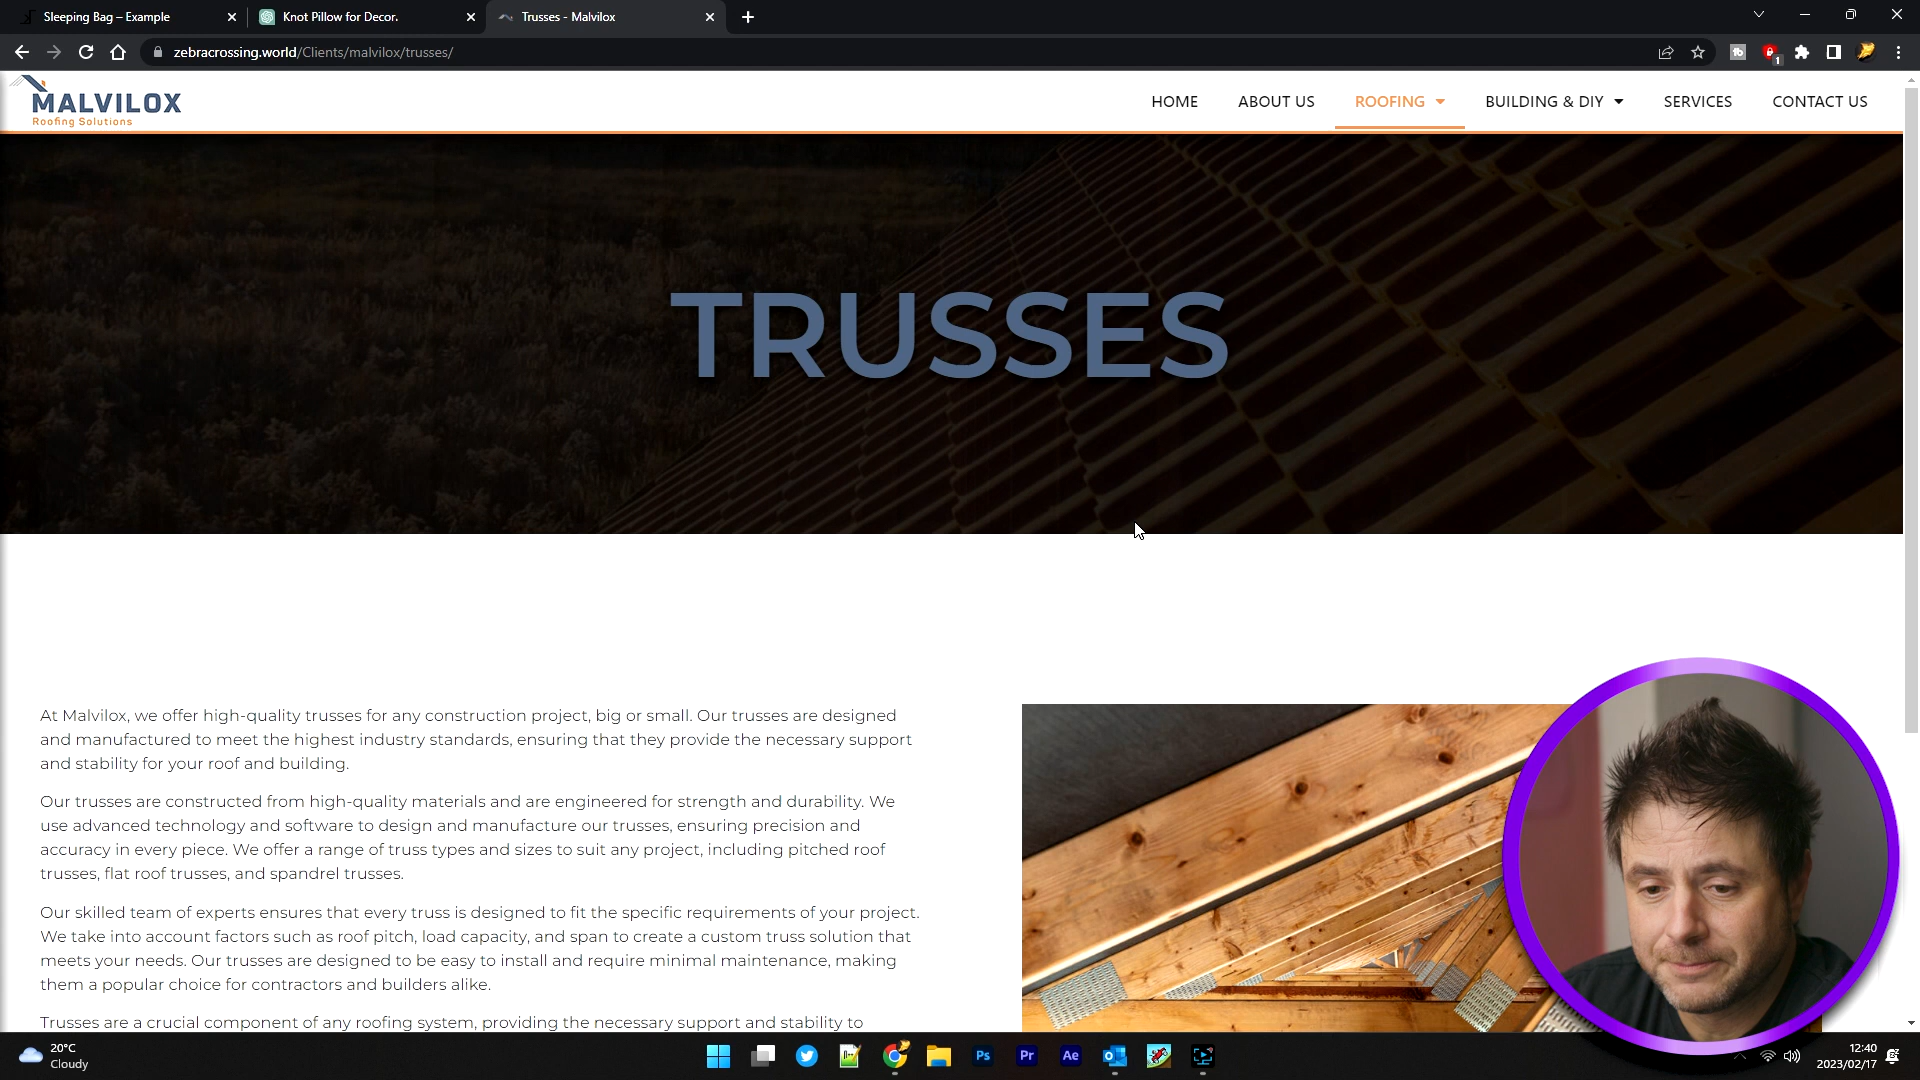 Sleeping Bag – Example
Knot Pillow for Decor.
Trusses - Malvilox
zebracrossing.world/Clients/malvilox/trusses/
1
MALVILOX
Roofing Solutions
HOME
ABOUT US
ROOFING
BUILDING & DIY
SERVICES
CONTACT US
TRUSSES
At Malvilox, we offer high-quality trusses for any construction project, big or small. Our trusses are designed
and manufactured to meet the highest industry standards, ensuring that they provide the necessary support
and stability for your roof and building.
Our trusses are constructed from high-quality materials and are engineered for strength and durability. We
use advanced technology and software to design and manufacture our trusses, ensuring precision and
accuracy in every piece. We offer a range of truss types and sizes to suit any project, including pitched roof
trusses, flat roof trusses, and spandrel trusses.
Our skilled team of experts ensures that every truss is designed to fit the specific requirements of your project.
We take into account factors such as roof pitch, load capacity, and span to create a custom truss solution that
meets your needs. Our trusses are designed to be easy to install and require minimal maintenance, making
them a popular choice for contractors and builders alike.
Trusses are a crucial component of any roofing system, providing the necessary support and stability to
20°C
Cloudy
Ps
Pr
Ae
12:40
2023/02/17